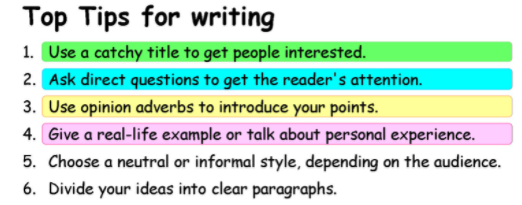 Top Tips for writing
1. Use a catchy title to get people interested.
2. Ask direct questions to get the reader's attention.
3. Use opinion adverbs to introduce your points.
4. Give a real-life example or talk about personal experience.
5. Choose a neutral or informal style, depending on the audience.
6. Divide your ideas into clear paragraphs.